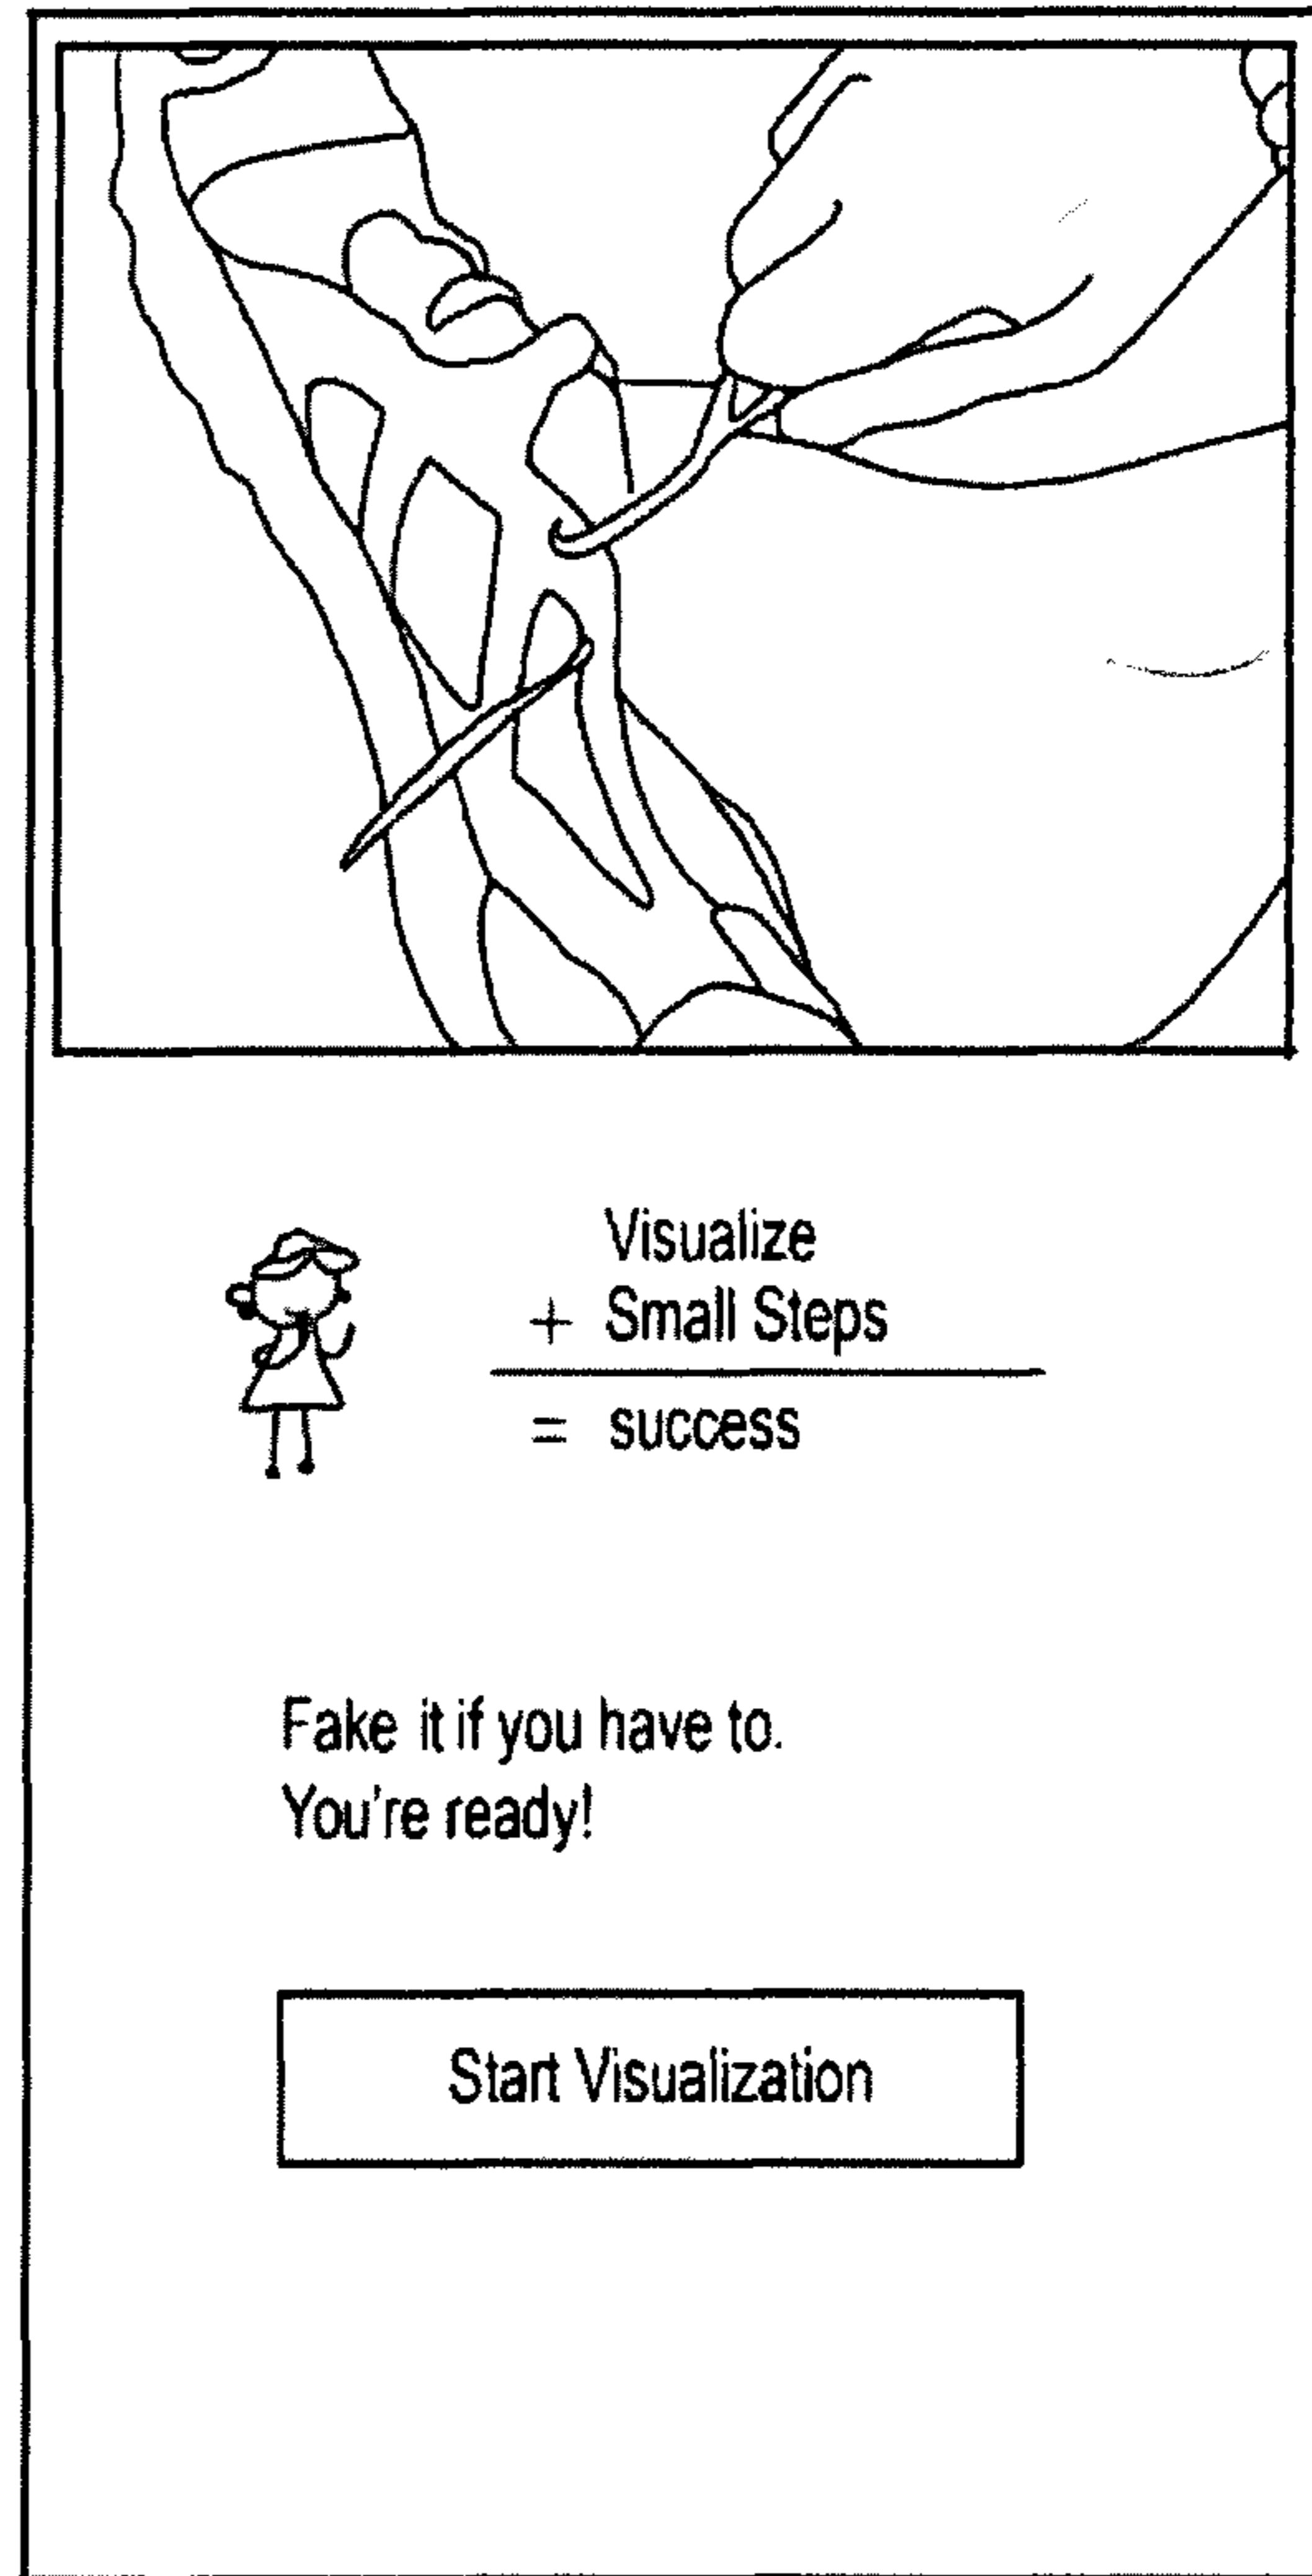 Visualize
+ Small Steps
= success
Fake it if you have to.
You're ready!
Start Visualization